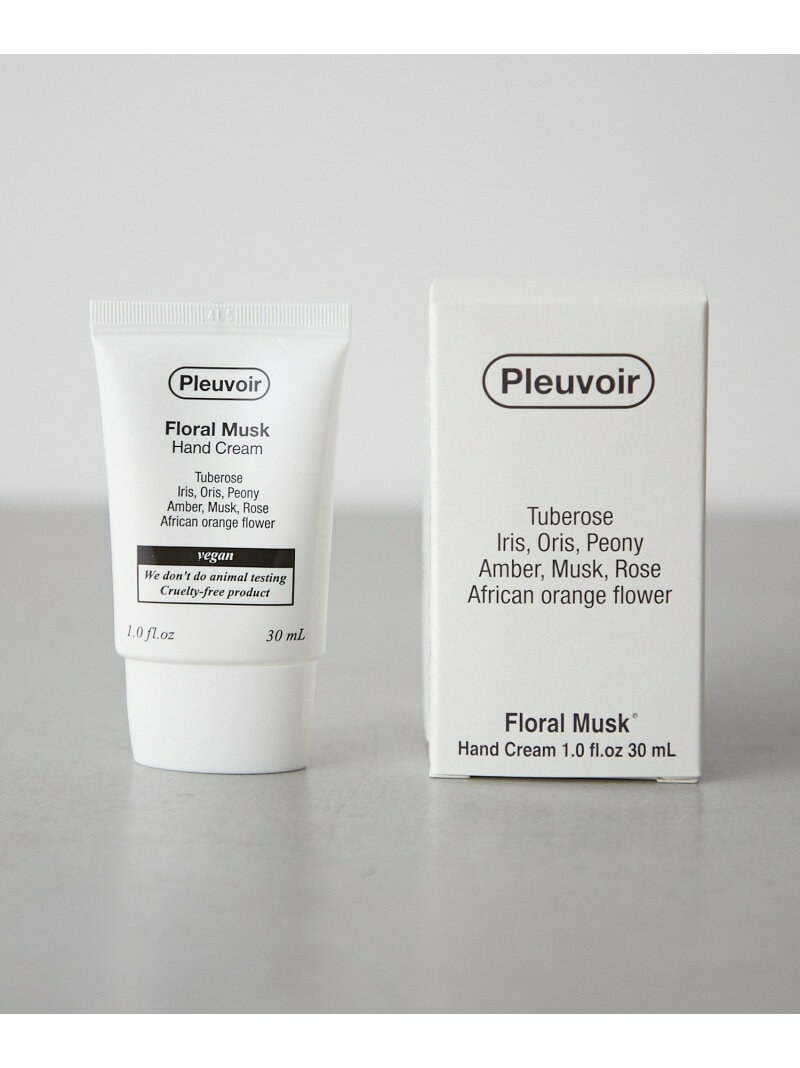 4L5
Pleuvoir
Floral Musk
Hand Cream
Tuberose
Iris, Oris, Peony
Amber, Musk, Rose
African orange flower
vegan
We don't do animal testing
Cruelty-free product
1.0 fl.oz 30 mL
Pleuvoir
Tuberose
Iris, Oris, Peony
Amber, Musk, Rose
African orange flower
Floral Musk®
Hand Cream 1.0 fl.oz 30 mL